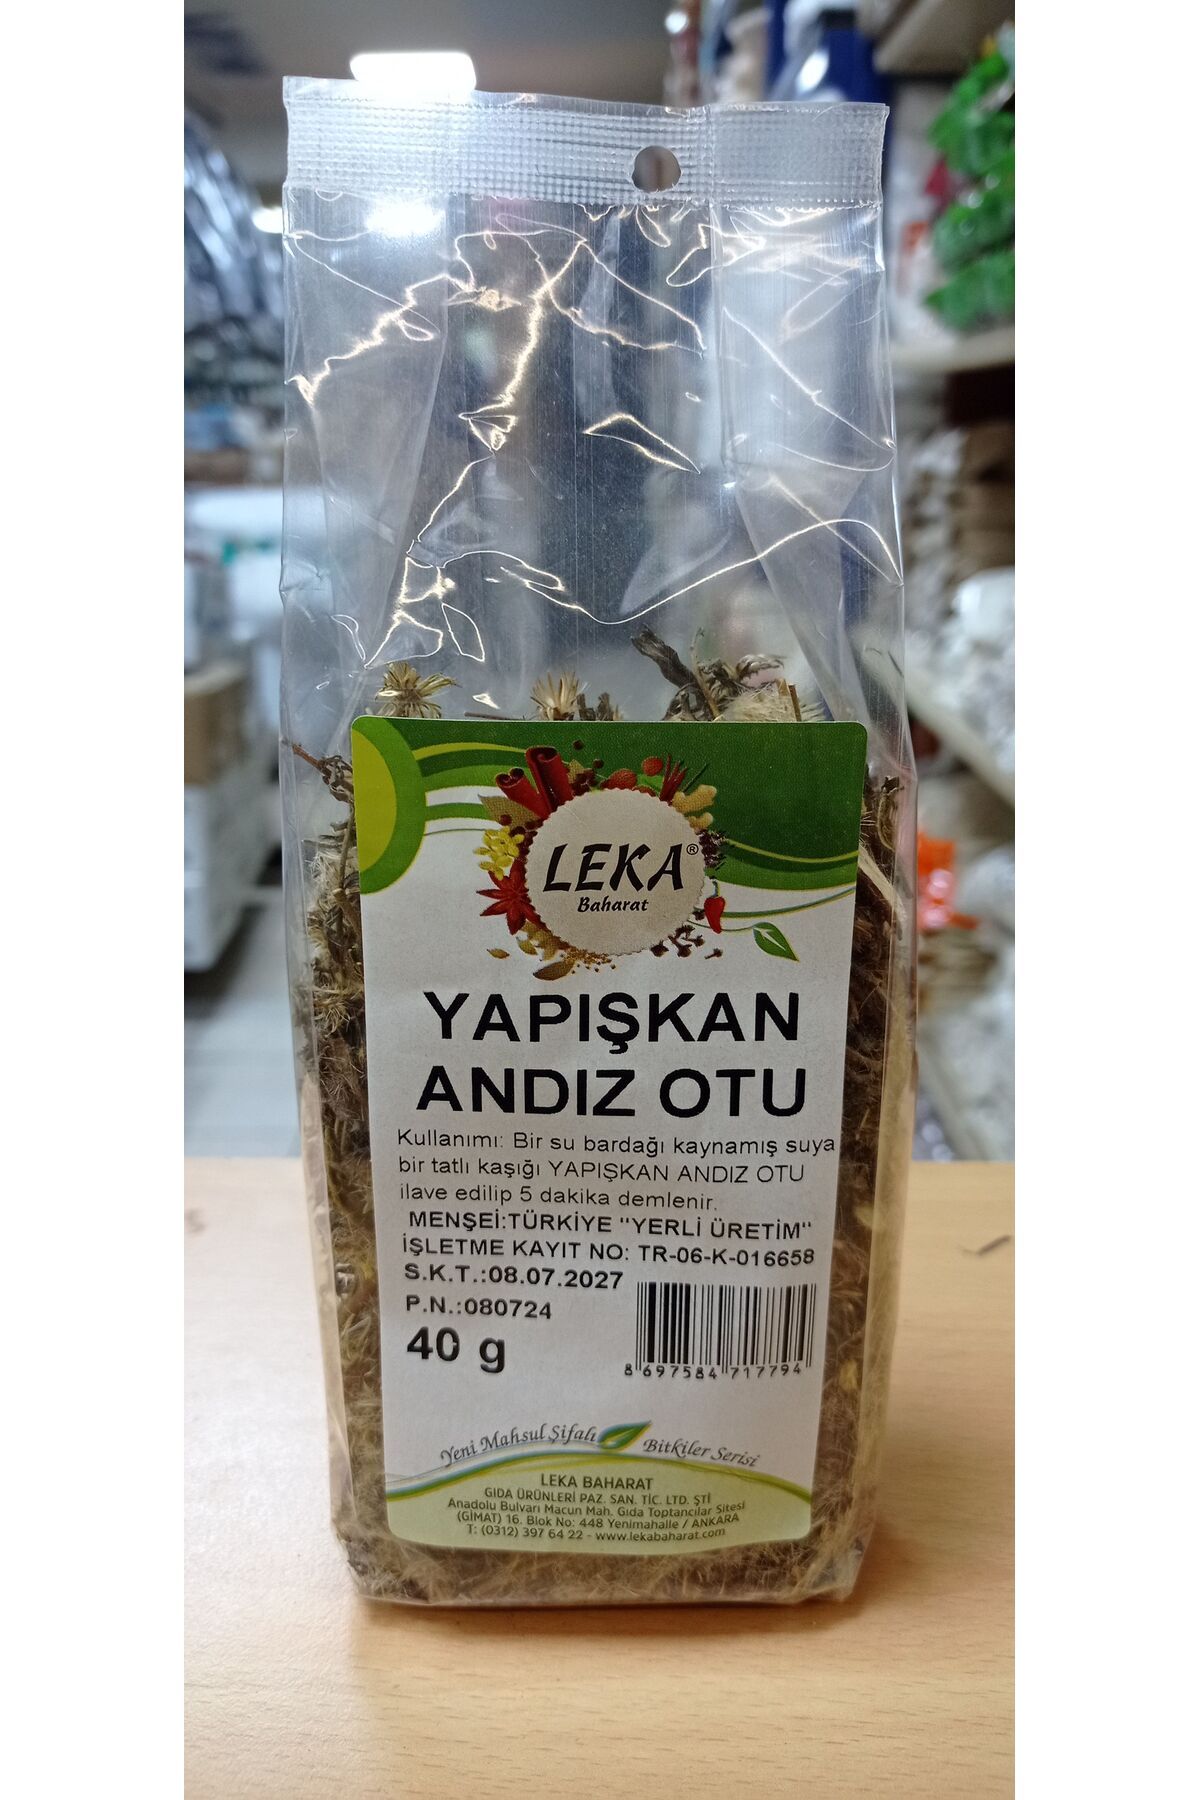 LEKA®
Baharat
YAPIŞKAN
ANDIZ OTU
Kullanımı: Bir su bardağı kaynamış suya
bir tatlı kaşığı YAPIŞKAN ANDIZ OTU
ilave edilip 5 dakika demlenir.
MENŞEİ:TÜRKİYE "YERLİ ÜRETİM"
İŞLETME KAYIT NO: TR-06-K-016658
S.K.T.:08.07.2027
P.N.:080724
40 g
8 697584 717794
Yeni Mahsul Şifalı Bitkiler Serisi
LEKA BAHARAT
GIDA ÜRÜNLERİ PAZ. SAN. TİC. LTD. ŞTİ
Anadolu Bulvarı Macun Mah. Gıda Toptancılar Sitesi
(GİMAT) 16. Blok No: 448 Yenimahalle / ANKARA
T: (0312) 397 64 22 - www.lekabaharat.com